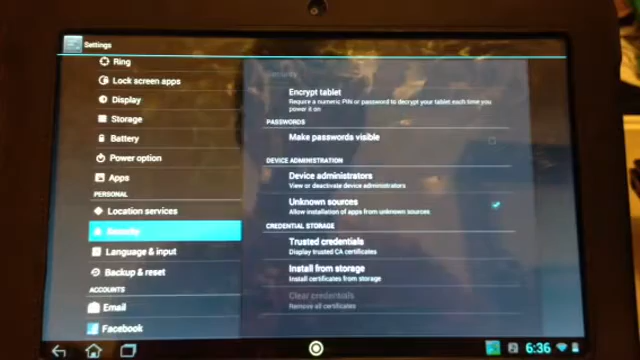 Settings
Ring
Lock screen apps
Display
Storage
Battery
Power option
Apps
PERSONAL
Location services
Security
Language & input
Backup & reset
ACCOUNTS
Email
Facebook
Encrypt tablet
Require a numeric PIN or password to decrypt your tablet each time you
power it on
PASSWORDS
Make passwords visible
DEVICE ADMINISTRATION
Device administrators
View or deactivate device administrators
Unknown sources
Allow installation of apps from unknown sources
CREDENTIAL STORAGE
Trusted credentials
Display trusted CA certificates
Install from storage
Install certificates from storage
Clear credentials
Remove all certificates
6:36